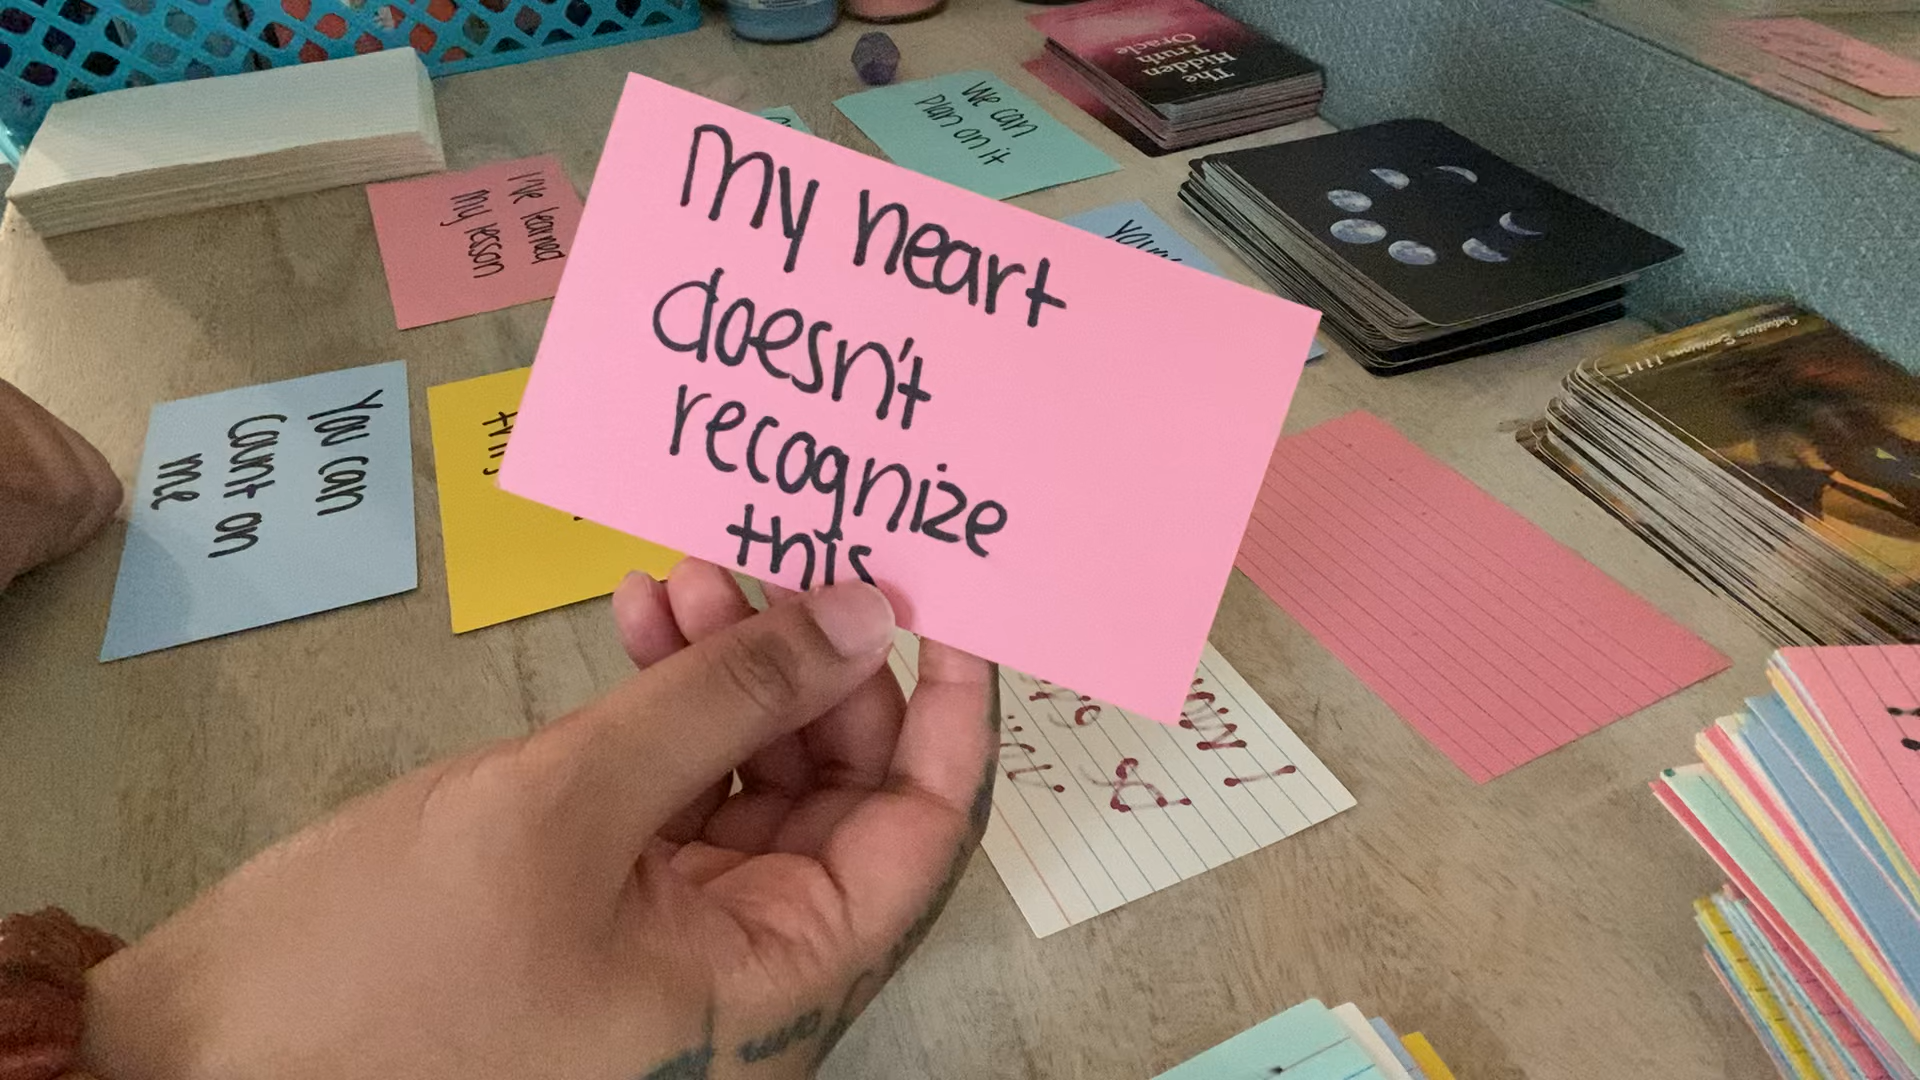 My heart
doesn't
recognize
this
I've learned
my lesson
We can
plan on it
The
Hidden
Truth
Oracle
You can
count on
me